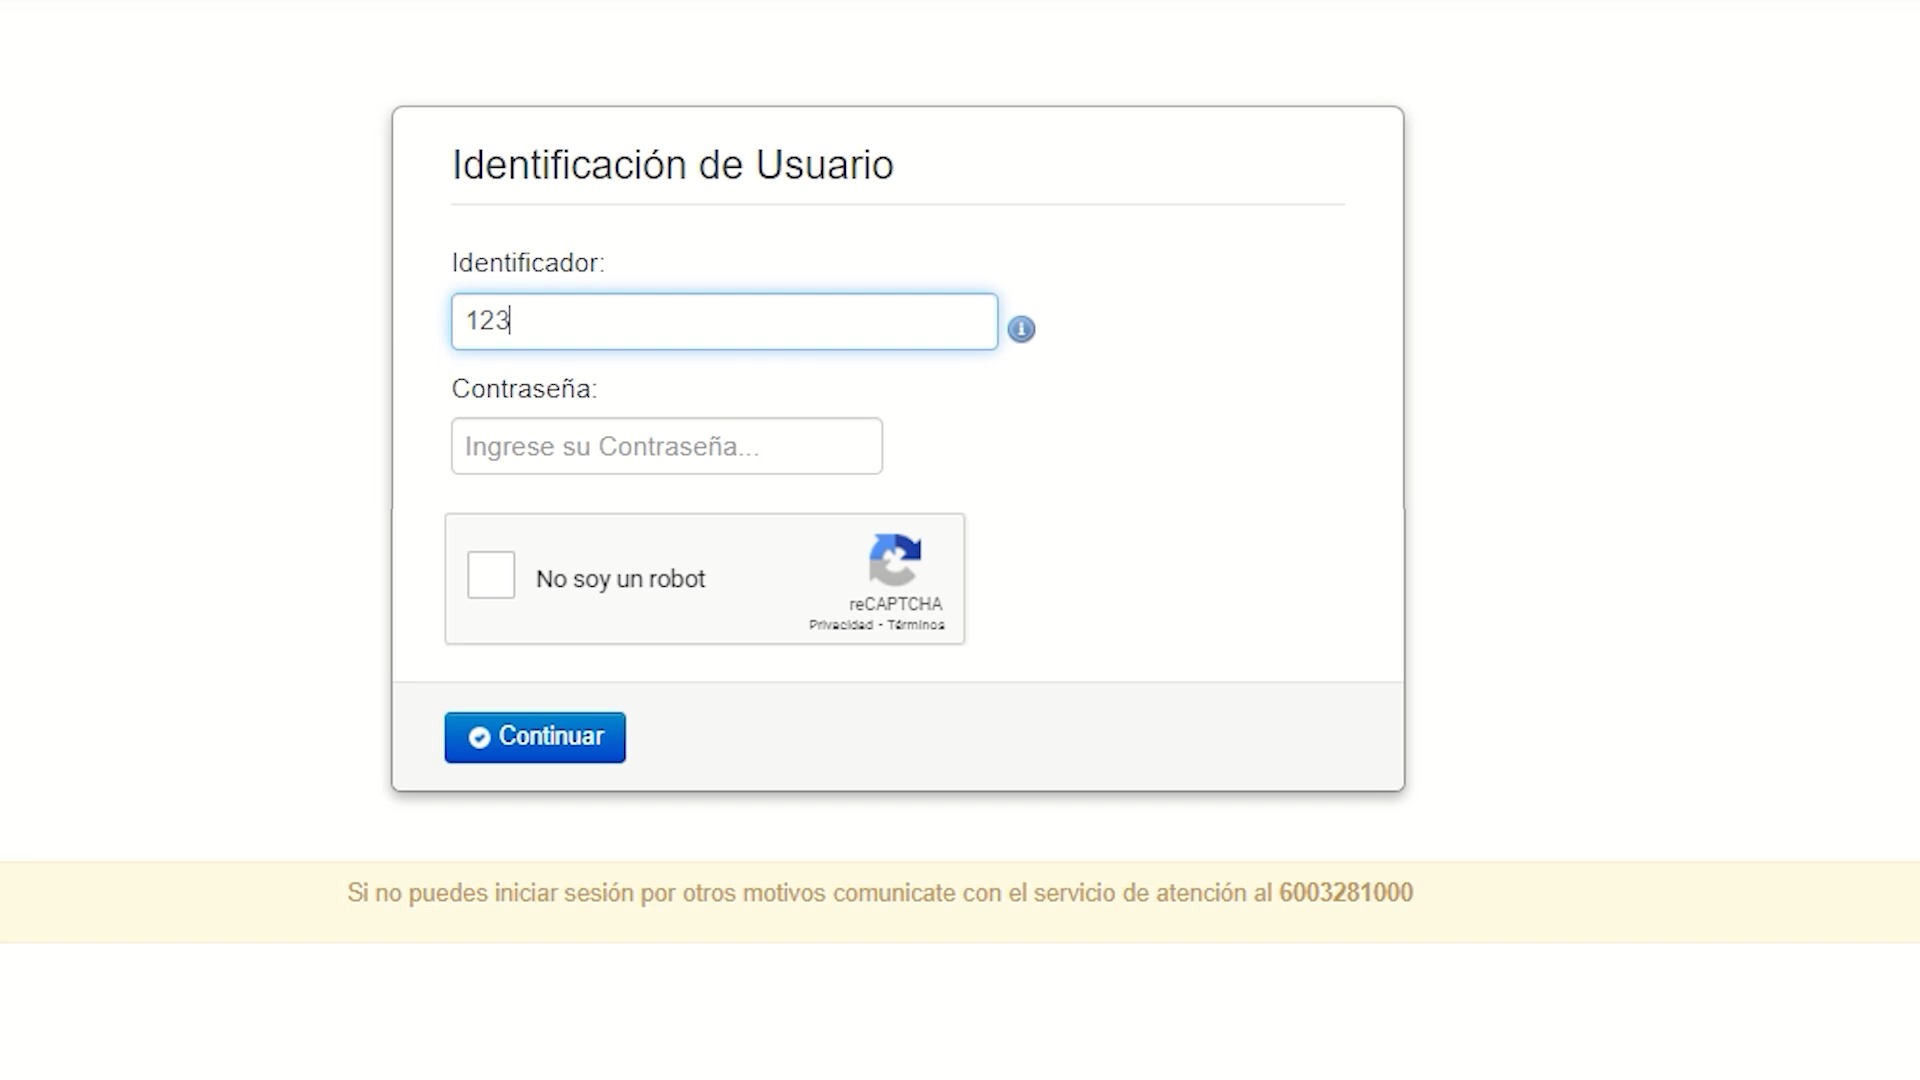 Identificación de Usuario
Identificador:
123
Contraseña:
Ingrese su Contraseña...
No soy un robot
reCAPTCHA
Privacidad - Términos
Continuar
Si no puedes iniciar sesión por otros motivos comunicate con el servicio de atención al 6003281000